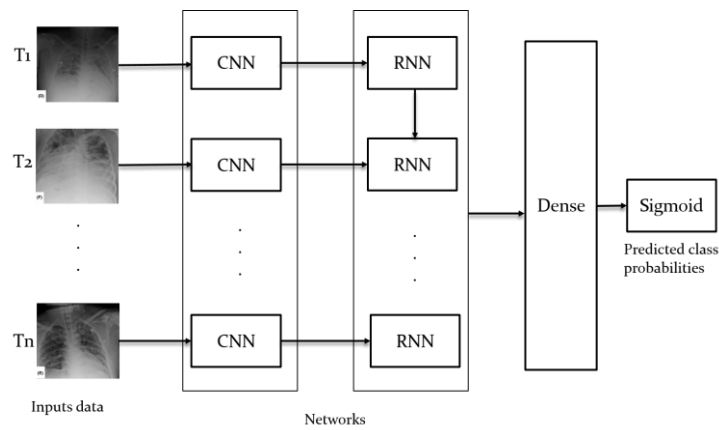 T1
CNN
RNN
T2
CNN
RNN
Dense
Sigmoid
Predicted class
probabilities
Tn
CNN
RNN
Inputs data
Networks